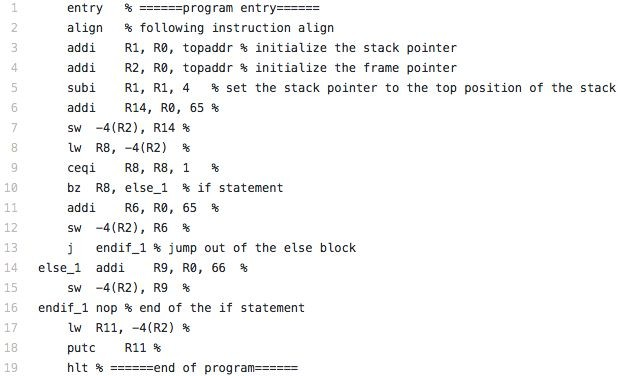 1 entry % ======program entry======
2 align % following instruction align
3 addi R1, R0, topaddr % initialize the stack pointer
4 addi R2, R0, topaddr % initialize the frame pointer
5 subi R1, R1, 4 % set the stack pointer to the top position of the stack
6 addi R14, R0, 65 %
7 sw -4(R2), R14 %
8 lw R8, -4(R2) %
9 ceqi R8, R8, 1 %
10 bz R8, else_1 % if statement
11 addi R6, R0, 65 %
12 sw -4(R2), R6 %
13 j endif_1 % jump out of the else block
14 else_1 addi R9, R0, 66 %
15 sw -4(R2), R9 %
16 endif_1 nop % end of the if statement
17 lw R11, -4(R2) %
18 putc R11 %
19 hlt % ======end of program======